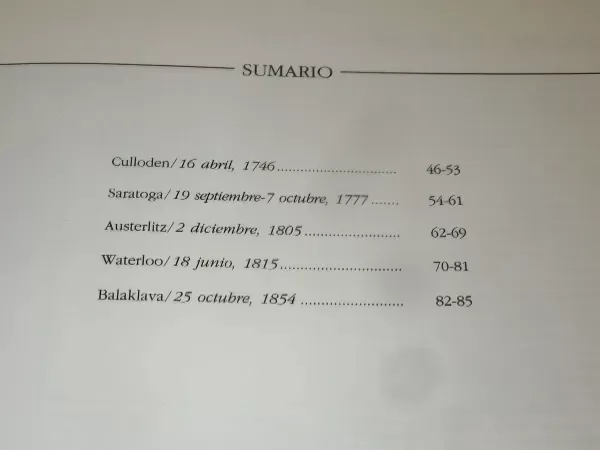 SUMARIO
Culloden/16 abril, 1746.............................. 46-53
Saratoga/19 septiembre-7 octubre, 1777....... 54-61
Austerlitz/2 diciembre, 1805........................ 62-69
Waterloo/18 junio, 1815............................... 70-81
Balaklava/25 octubre, 1854.......................... 82-85